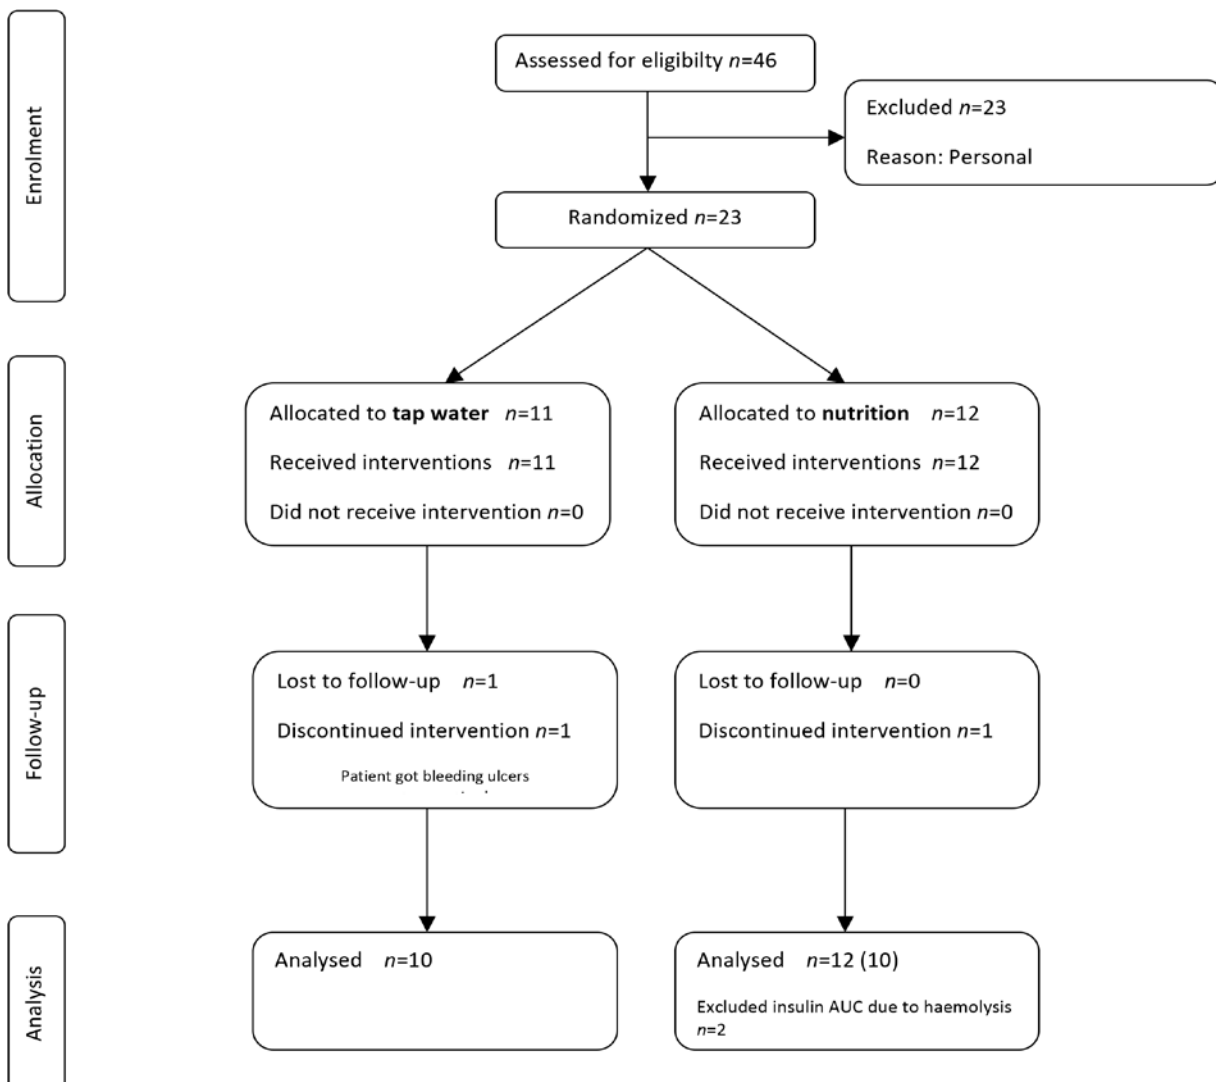 Enrolment
Assessed for eligibilty n=46
Excluded n=23
Reason: Personal
Randomized n=23
Allocation
Allocated to tap water n=11
Received interventions n=11
Did not receive intervention n=0
Allocated to nutrition n=12
Received interventions n=12
Did not receive intervention n=0
Follow-up
Lost to follow-up n=1
Discontinued intervention n=1
Patient got bleeding ulcers
Lost to follow-up n=0
Discontinued intervention n=1
Analysis
Analysed n=10
Analysed n=12 (10)
Excluded insulin AUC due to haemolysis
n=2